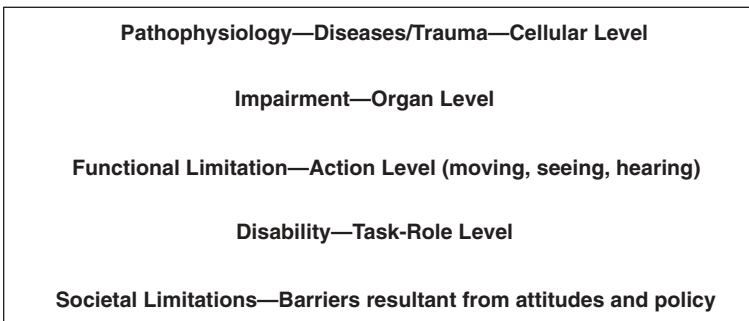 Pathophysiology—Diseases/Trauma—Cellular Level
Impairment—Organ Level
Functional Limitation—Action Level (moving, seeing, hearing)
Disability—Task-Role Level
Societal Limitations—Barriers resultant from attitudes and policy